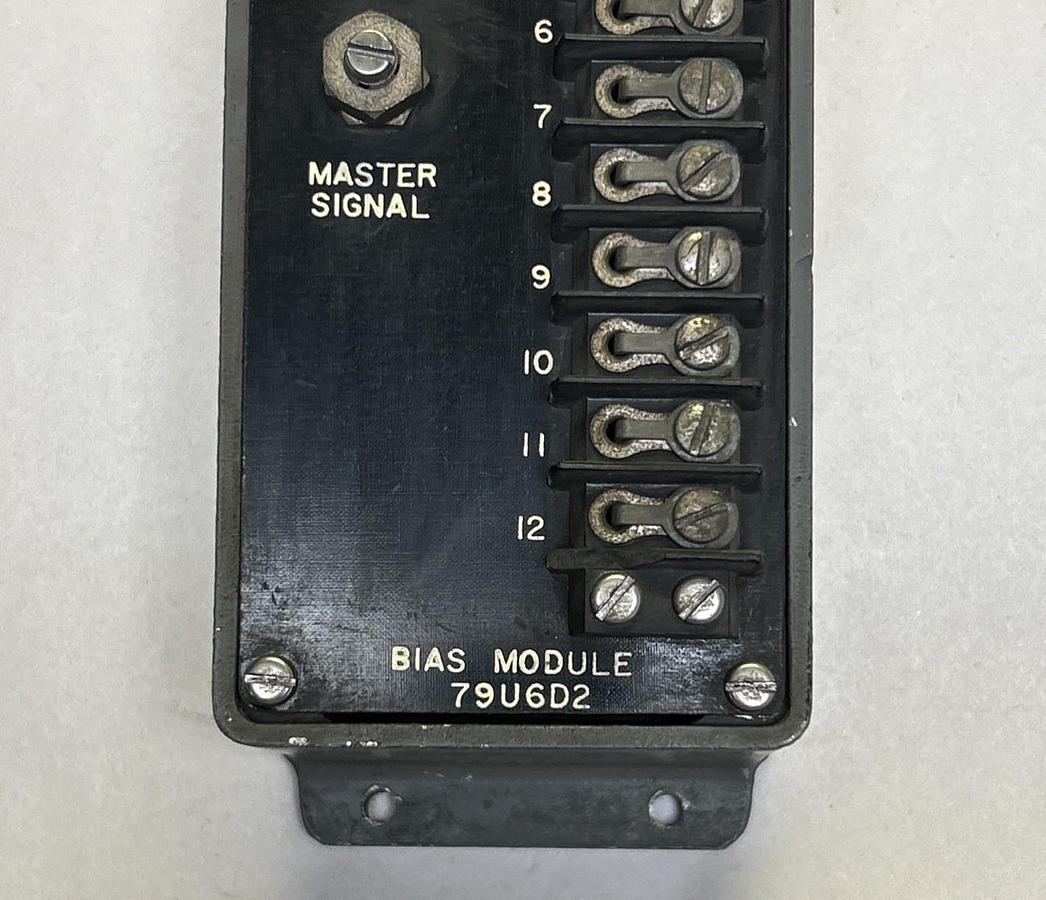 6
7
MASTER
SIGNAL
8
9
10
11
12
BIAS MODULE
79U6D2